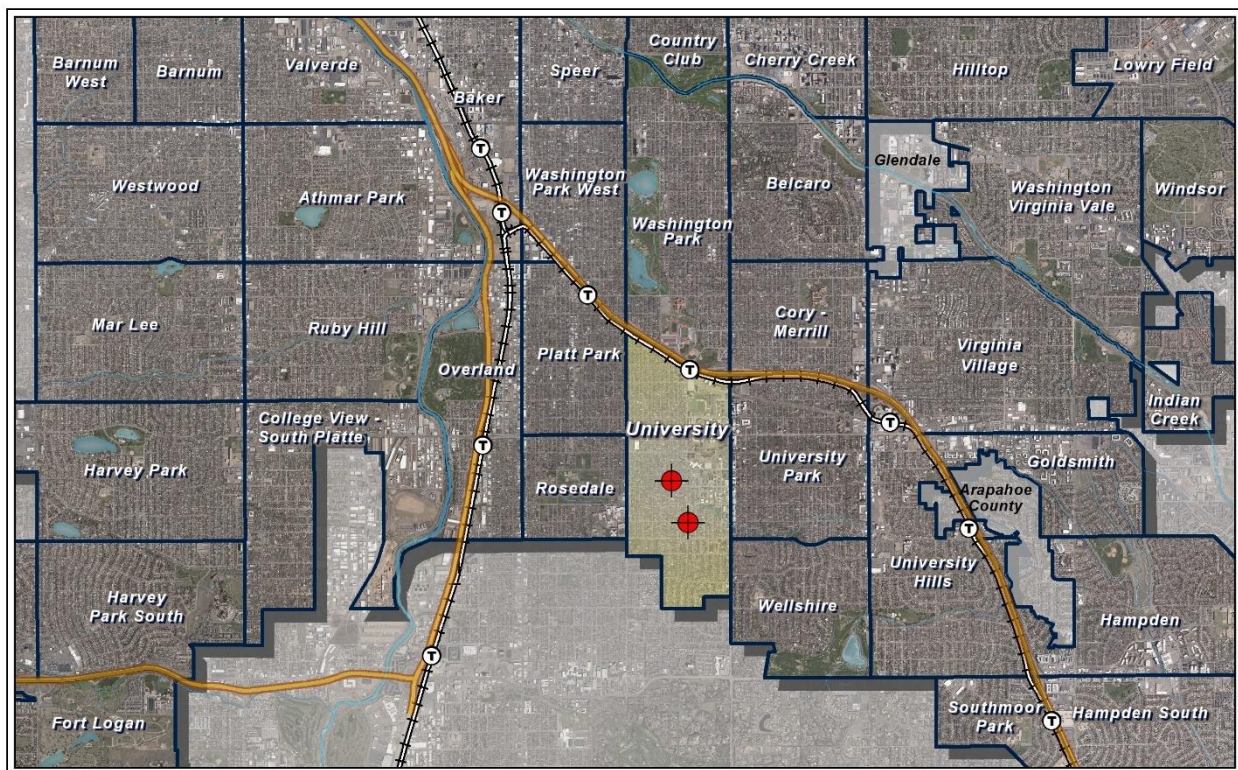 Barnum
West
Barnum
Valverde
Baker
Speer
Country
Club
Cherry Creek
Hilltop
Lowry Field
Westwood
Athmar Park
Washington
Park West
Washington
Park
Belcaro
Glendale
Washington
Virginia Vale
Windsor
Mar Lee
Ruby Hill
Overland
Platt Park
Cory -
Merrill
Virginia
Village
Indian
Creek
College View -
South Platte
Harvey Park
Rosedale
University
University
Park
Goldsmith
Arapahoe
County
Harvey
Park South
Wellshire
University
Hills
Hampden
Fort Logan
Southmoor
Park
Hampden South
T
T
T
T
T
T
T
T
T